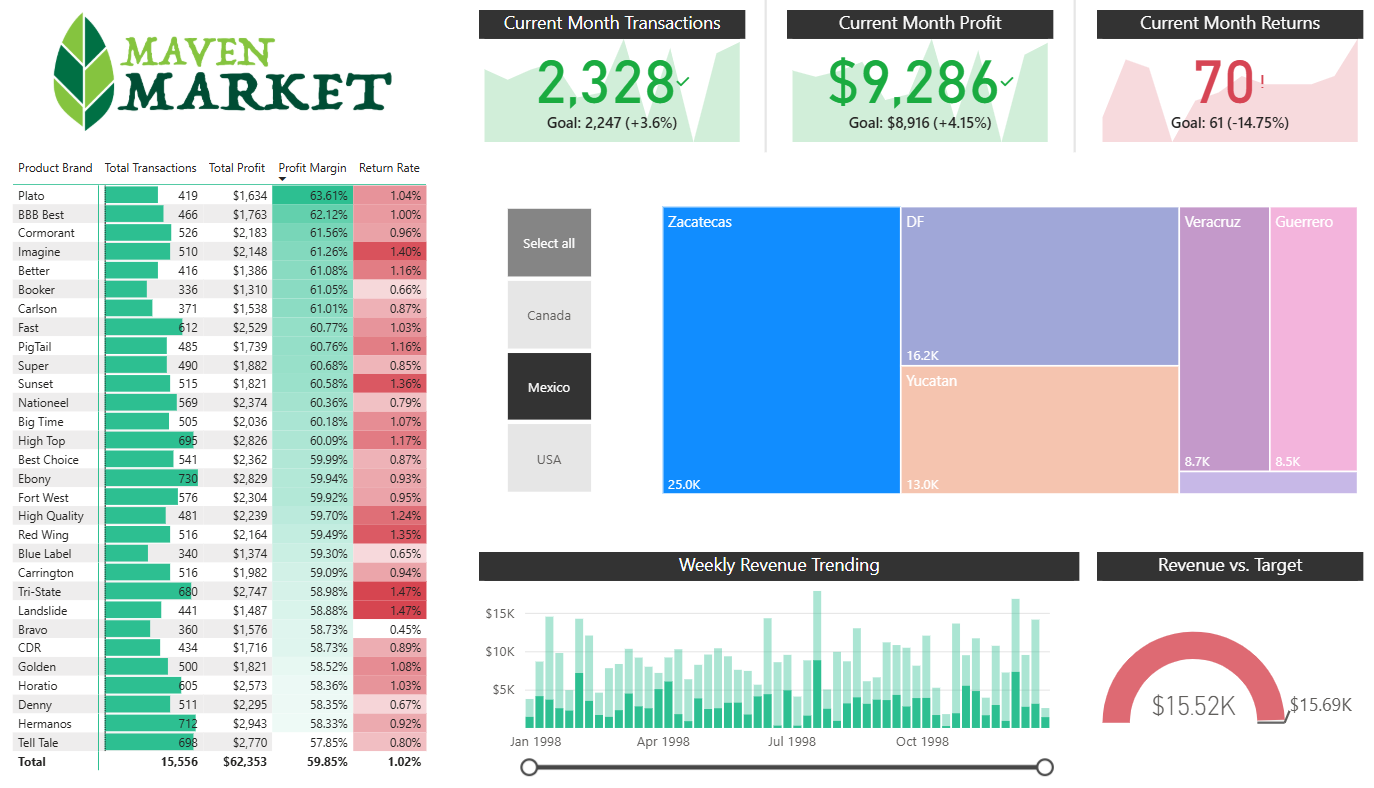 MAVEN
MARKET
Current Month Transactions
2,328
Goal: 2,247 (+3.6%)
Current Month Profit
$9,286
Goal: $8,916 (+4.15%)
Current Month Returns
70!
Goal: 61 (-14.75%)
Product Brand Total Transactions Total Profit Profit Margin Return Rate
Plato 419 $1,634 63.61% 1.04%
BBB Best 466 $1,763 62.12% 1.00%
Cormorant 526 $2,183 61.56% 0.96%
Imagine 510 $2,148 61.26% 1.40%
Better 416 $1,386 61.08% 1.16%
Booker 336 $1,310 61.05% 0.66%
Carlson 371 $1,538 61.01% 0.87%
Fast 612 $2,529 60.77% 1.03%
PigTail 485 $1,739 60.76% 1.16%
Super 490 $1,882 60.68% 0.85%
Sunset 515 $1,821 60.58% 1.36%
Nationeel 569 $2,374 60.36% 0.79%
Big Time 505 $2,036 60.18% 1.07%
High Top 695 $2,826 60.09% 1.17%
Best Choice 541 $2,362 59.99% 0.87%
Ebony 730 $2,829 59.94% 0.93%
Fort West 576 $2,304 59.92% 0.95%
High Quality 481 $2,239 59.70% 1.24%
Red Wing 516 $2,164 59.49% 1.35%
Blue Label 340 $1,374 59.30% 0.65%
Carrington 516 $1,982 59.09% 0.94%
Tri-State 680 $2,747 58.98% 1.47%
Landslide 441 $1,487 58.88% 1.47%
Bravo 360 $1,576 58.73% 0.45%
CDR 434 $1,716 58.73% 0.89%
Golden 500 $1,821 58.52% 1.08%
Horatio 605 $2,573 58.36% 1.03%
Denny 511 $2,295 58.35% 0.67%
Hermanos 712 $2,943 58.33% 0.92%
Tell Tale 698 $2,770 57.85% 0.80%
Total 15,556 $62,353 59.85% 1.02%
Select all
Canada
Mexico
USA
Zacatecas
25.0K
DF
16.2K
Yucatan
13.0K
Veracruz
8.7K
Guerrero
8.5K
Weekly Revenue Trending
$15K
$10K
$5K
Jan 1998 Apr 1998 Jul 1998 Oct 1998
Revenue vs. Target
$15.52K
$15.69K